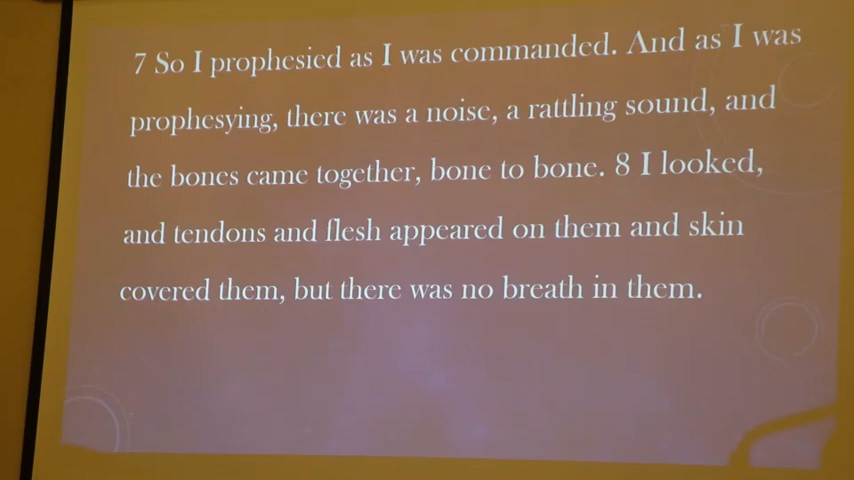 7 So I prophesied as I was commanded. And as I was
prophesying, there was a noise, a rattling sound, and
the bones came together, bone to bone. 8 I looked,
and tendons and flesh appeared on them and skin
covered them, but there was no breath in them.